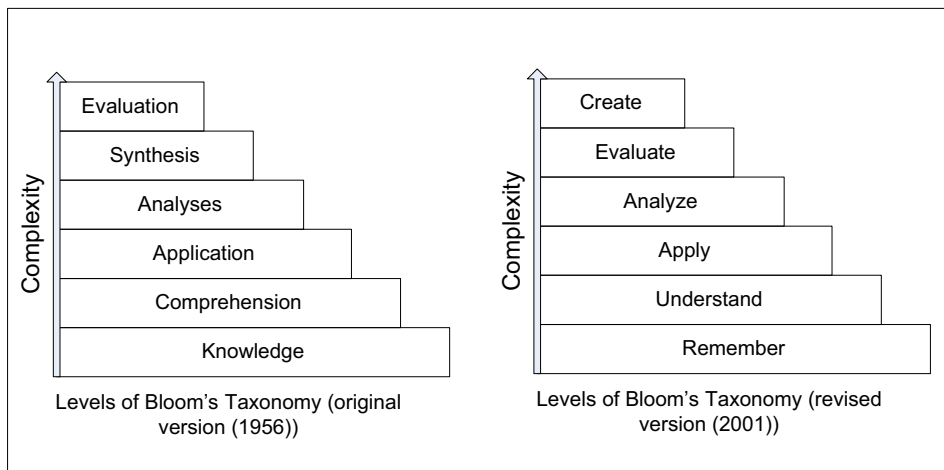 Complexity
Evaluation
Synthesis
Analyses
Application
Comprehension
Knowledge
Levels of Bloom’s Taxonomy (original
version (1956))
Complexity
Create
Evaluate
Analyze
Apply
Understand
Remember
Levels of Bloom’s Taxonomy (revised
version (2001))